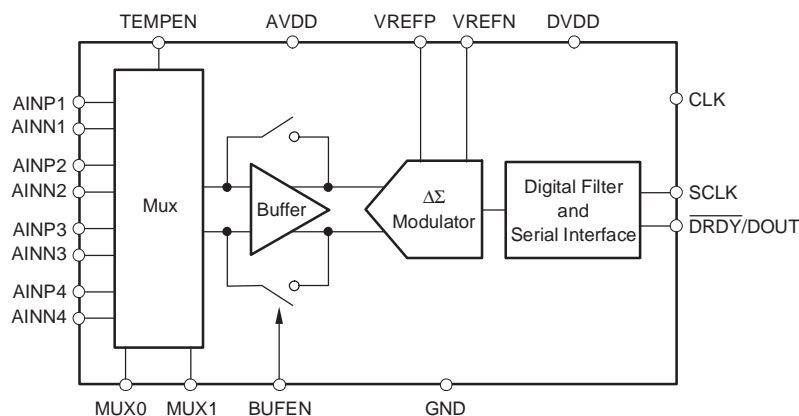 TEMPEN AVDD VREFP VREFN DVDD
CLK
AINP1
AINN1
AINP2
AINN2
AINP3
AINN3
AINP4
AINN4
Mux
Buffer
ΔΣ
Modulator
Digital Filter
and
Serial Interface
SCLK
DRDY/DOUT
MUX0 MUX1 BUFEN GND